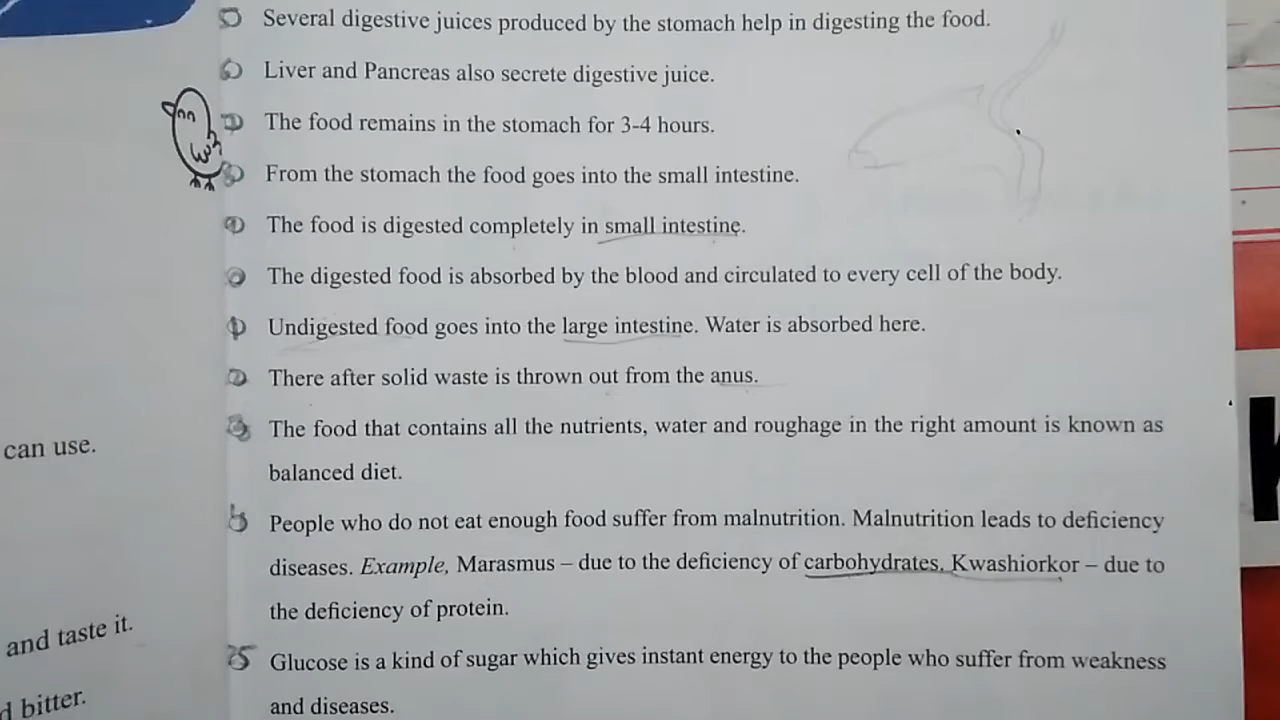 Several digestive juices produced by the stomach help in digesting the food.
Liver and Pancreas also secrete digestive juice.
The food remains in the stomach for 3-4 hours.
From the stomach the food goes into the small intestine.
The food is digested completely in small intestine.
The digested food is absorbed by the blood and circulated to every cell of the body.
Undigested food goes into the large intestine. Water is absorbed here.
There after solid waste is thrown out from the anus.
The food that contains all the nutrients, water and roughage in the right amount is known as
balanced diet.
can use.
People who do not eat enough food suffer from malnutrition. Malnutrition leads to deficiency
diseases. Example, Marasmus – due to the deficiency of carbohydrates, Kwashiorkor – due to
the deficiency of protein.
and taste it.
Glucose is a kind of sugar which gives instant energy to the people who suffer from weakness
and diseases.
bitter.